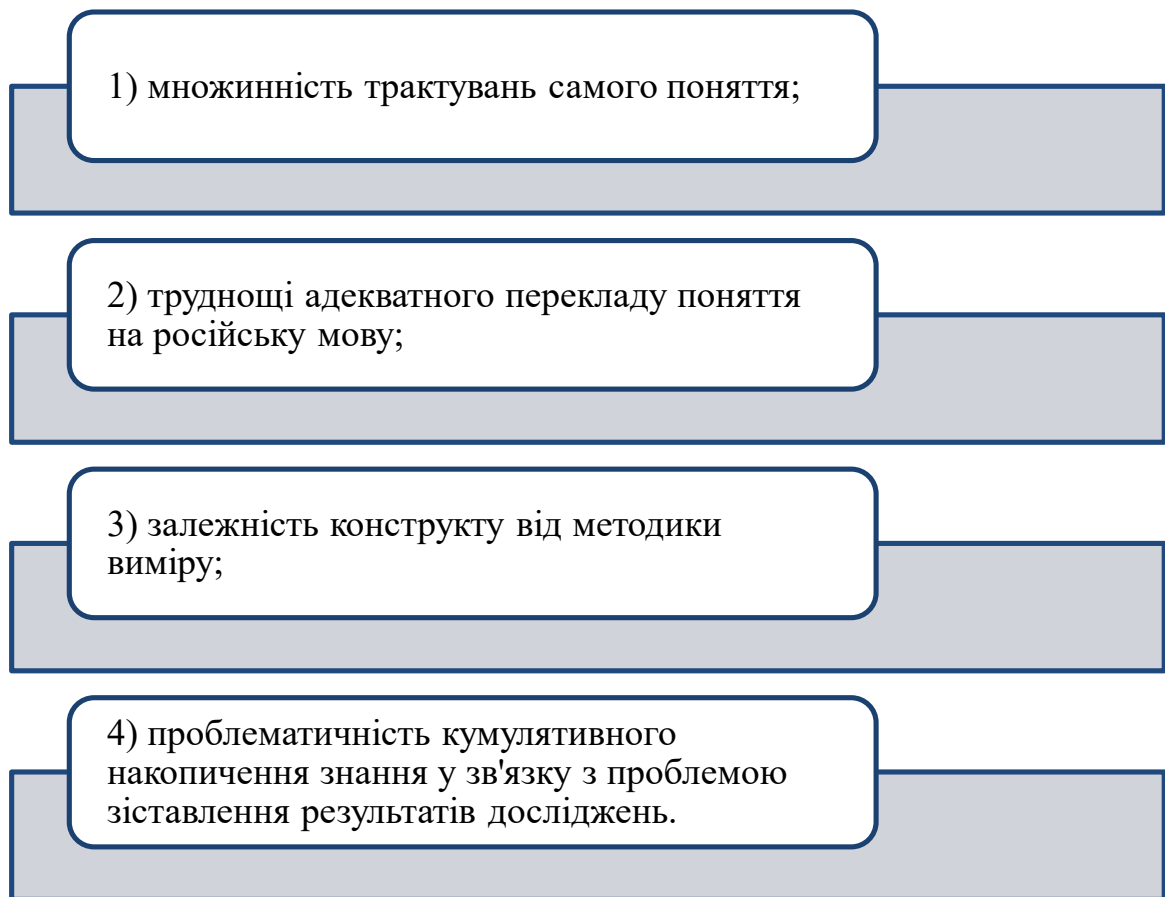 1) множинність трактувань самого поняття;
2) труднощі адекватного перекладу поняття
на російську мову;
3) залежність конструкту від методики
виміру;
4) проблематичність кумулятивного
накопичення знання у зв'язку з проблемою
зіставлення результатів досліджень.